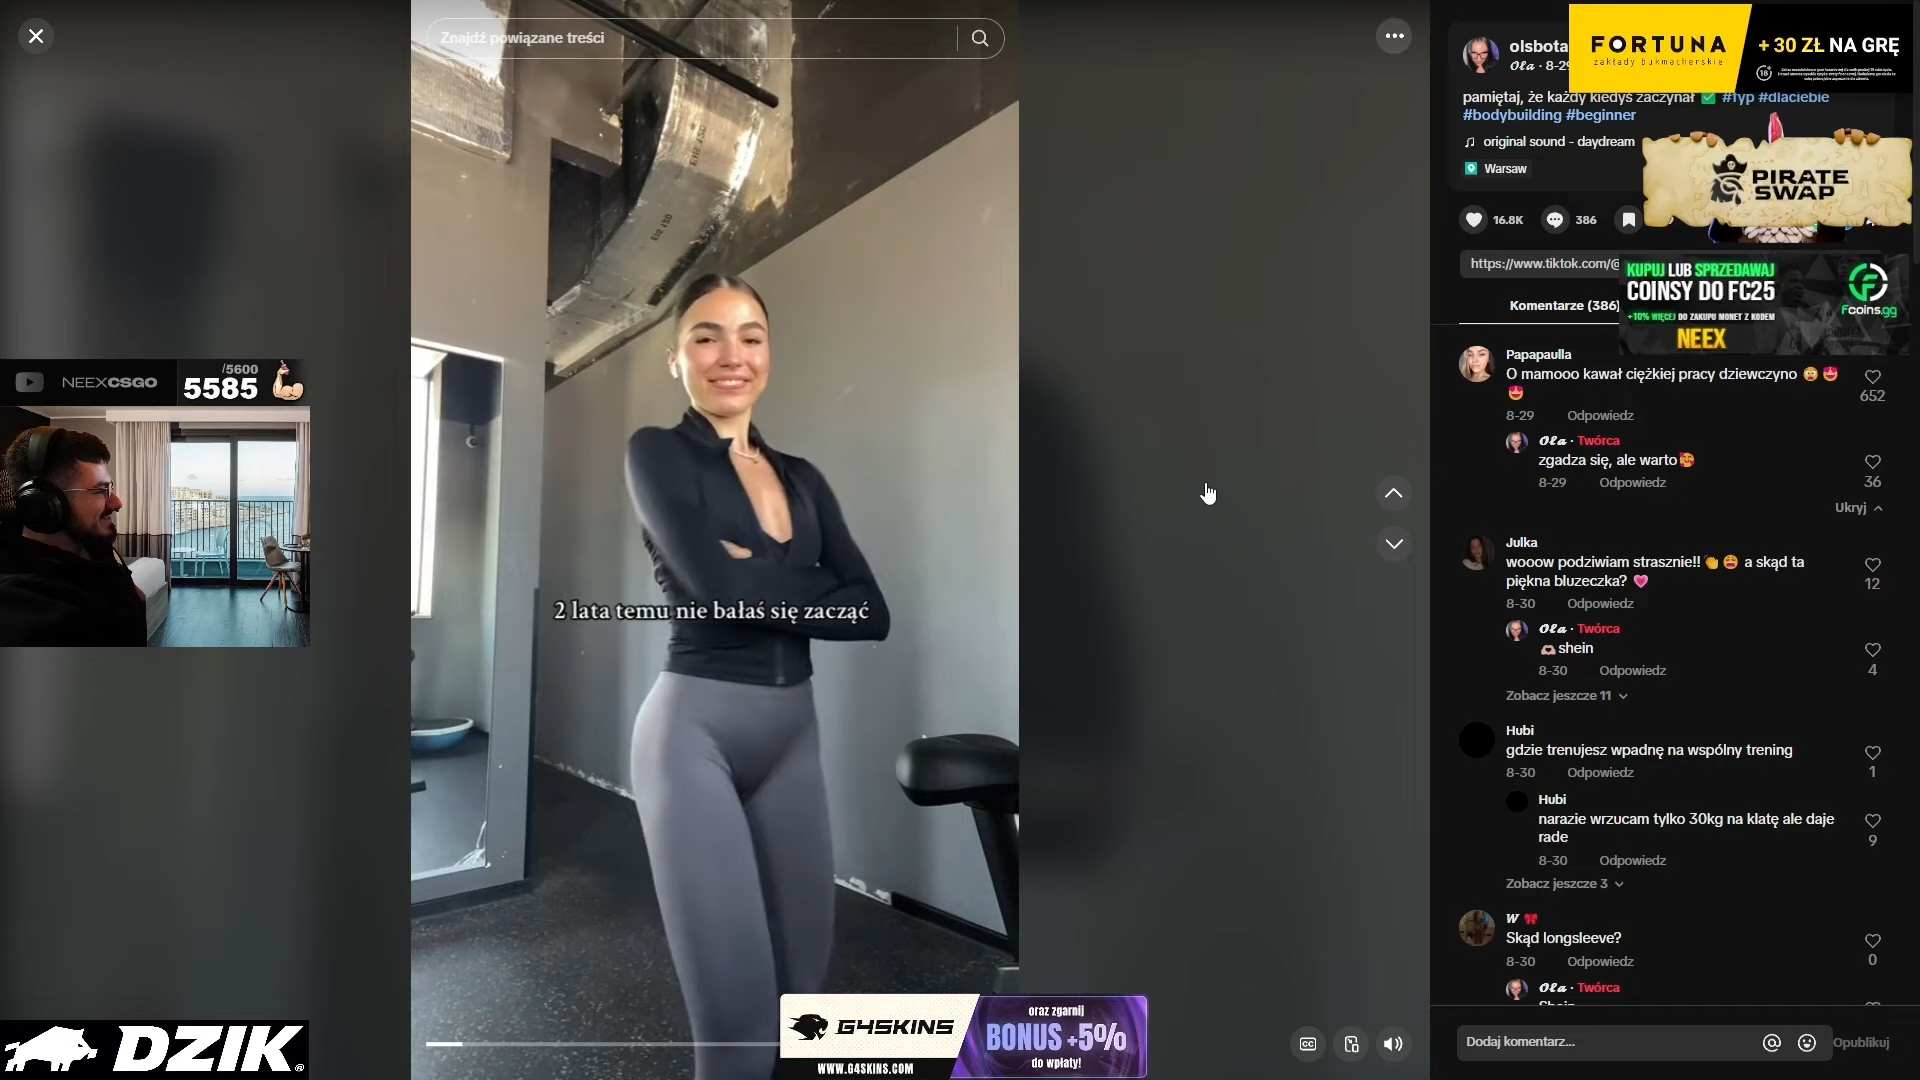 Znajdź powiązane treści
olsbota
Ola · 8-29
pamiętaj, że każdy kiedyś zaczynał ✅ #fyp #dlaciebie
#bodybuilding #beginner
original sound - daydream
Warsaw
16.8K
386
https://www.tiktok.com/@
Komentarze (386)
FORTUNA
zakłady bukmacherskie
+ 30 ZŁ NA GRĘ
18+
PIRATE
SWAP
KUPUJ LUB SPRZEDAWAJ
COINSY DO FC25
+10% WIĘCEJ DO ZAKUPU MONET Z KODEM
NEEX
Fcoins.gg
NEEXCSGO
/5600
5585
2 lata temu nie bałaś się zacząć
Papapaulla
O mamooo kawał ciężkiej pracy dziewczyno 😨 😍
😍
652
8-29 Odpowiedz
Ola · Twórca
zgadza się, ale warto🥰
36
8-29 Odpowiedz
Ukryj
Julka
wooow podziwiam strasznie!! 👏 😩 a skąd ta
piękna bluzeczka? 💗
12
8-30 Odpowiedz
Ola · Twórca
🫶🏼shein
4
8-30 Odpowiedz
Zobacz jeszcze 11
Hubi
gdzie trenujesz wpadnę na wspólny trening
1
8-30 Odpowiedz
Hubi
narazie wrzucam tylko 30kg na klatę ale daje
rade
9
8-30 Odpowiedz
Zobacz jeszcze 3
W 🎀
Skąd longsleeve?
0
8-30 Odpowiedz
Ola · Twórca
Dodaj komentarz...
Opublikuj
DZIK
G4SKINS
WWW.G4SKINS.COM
oraz zgarnij
BONUS +5%
do wpłaty!